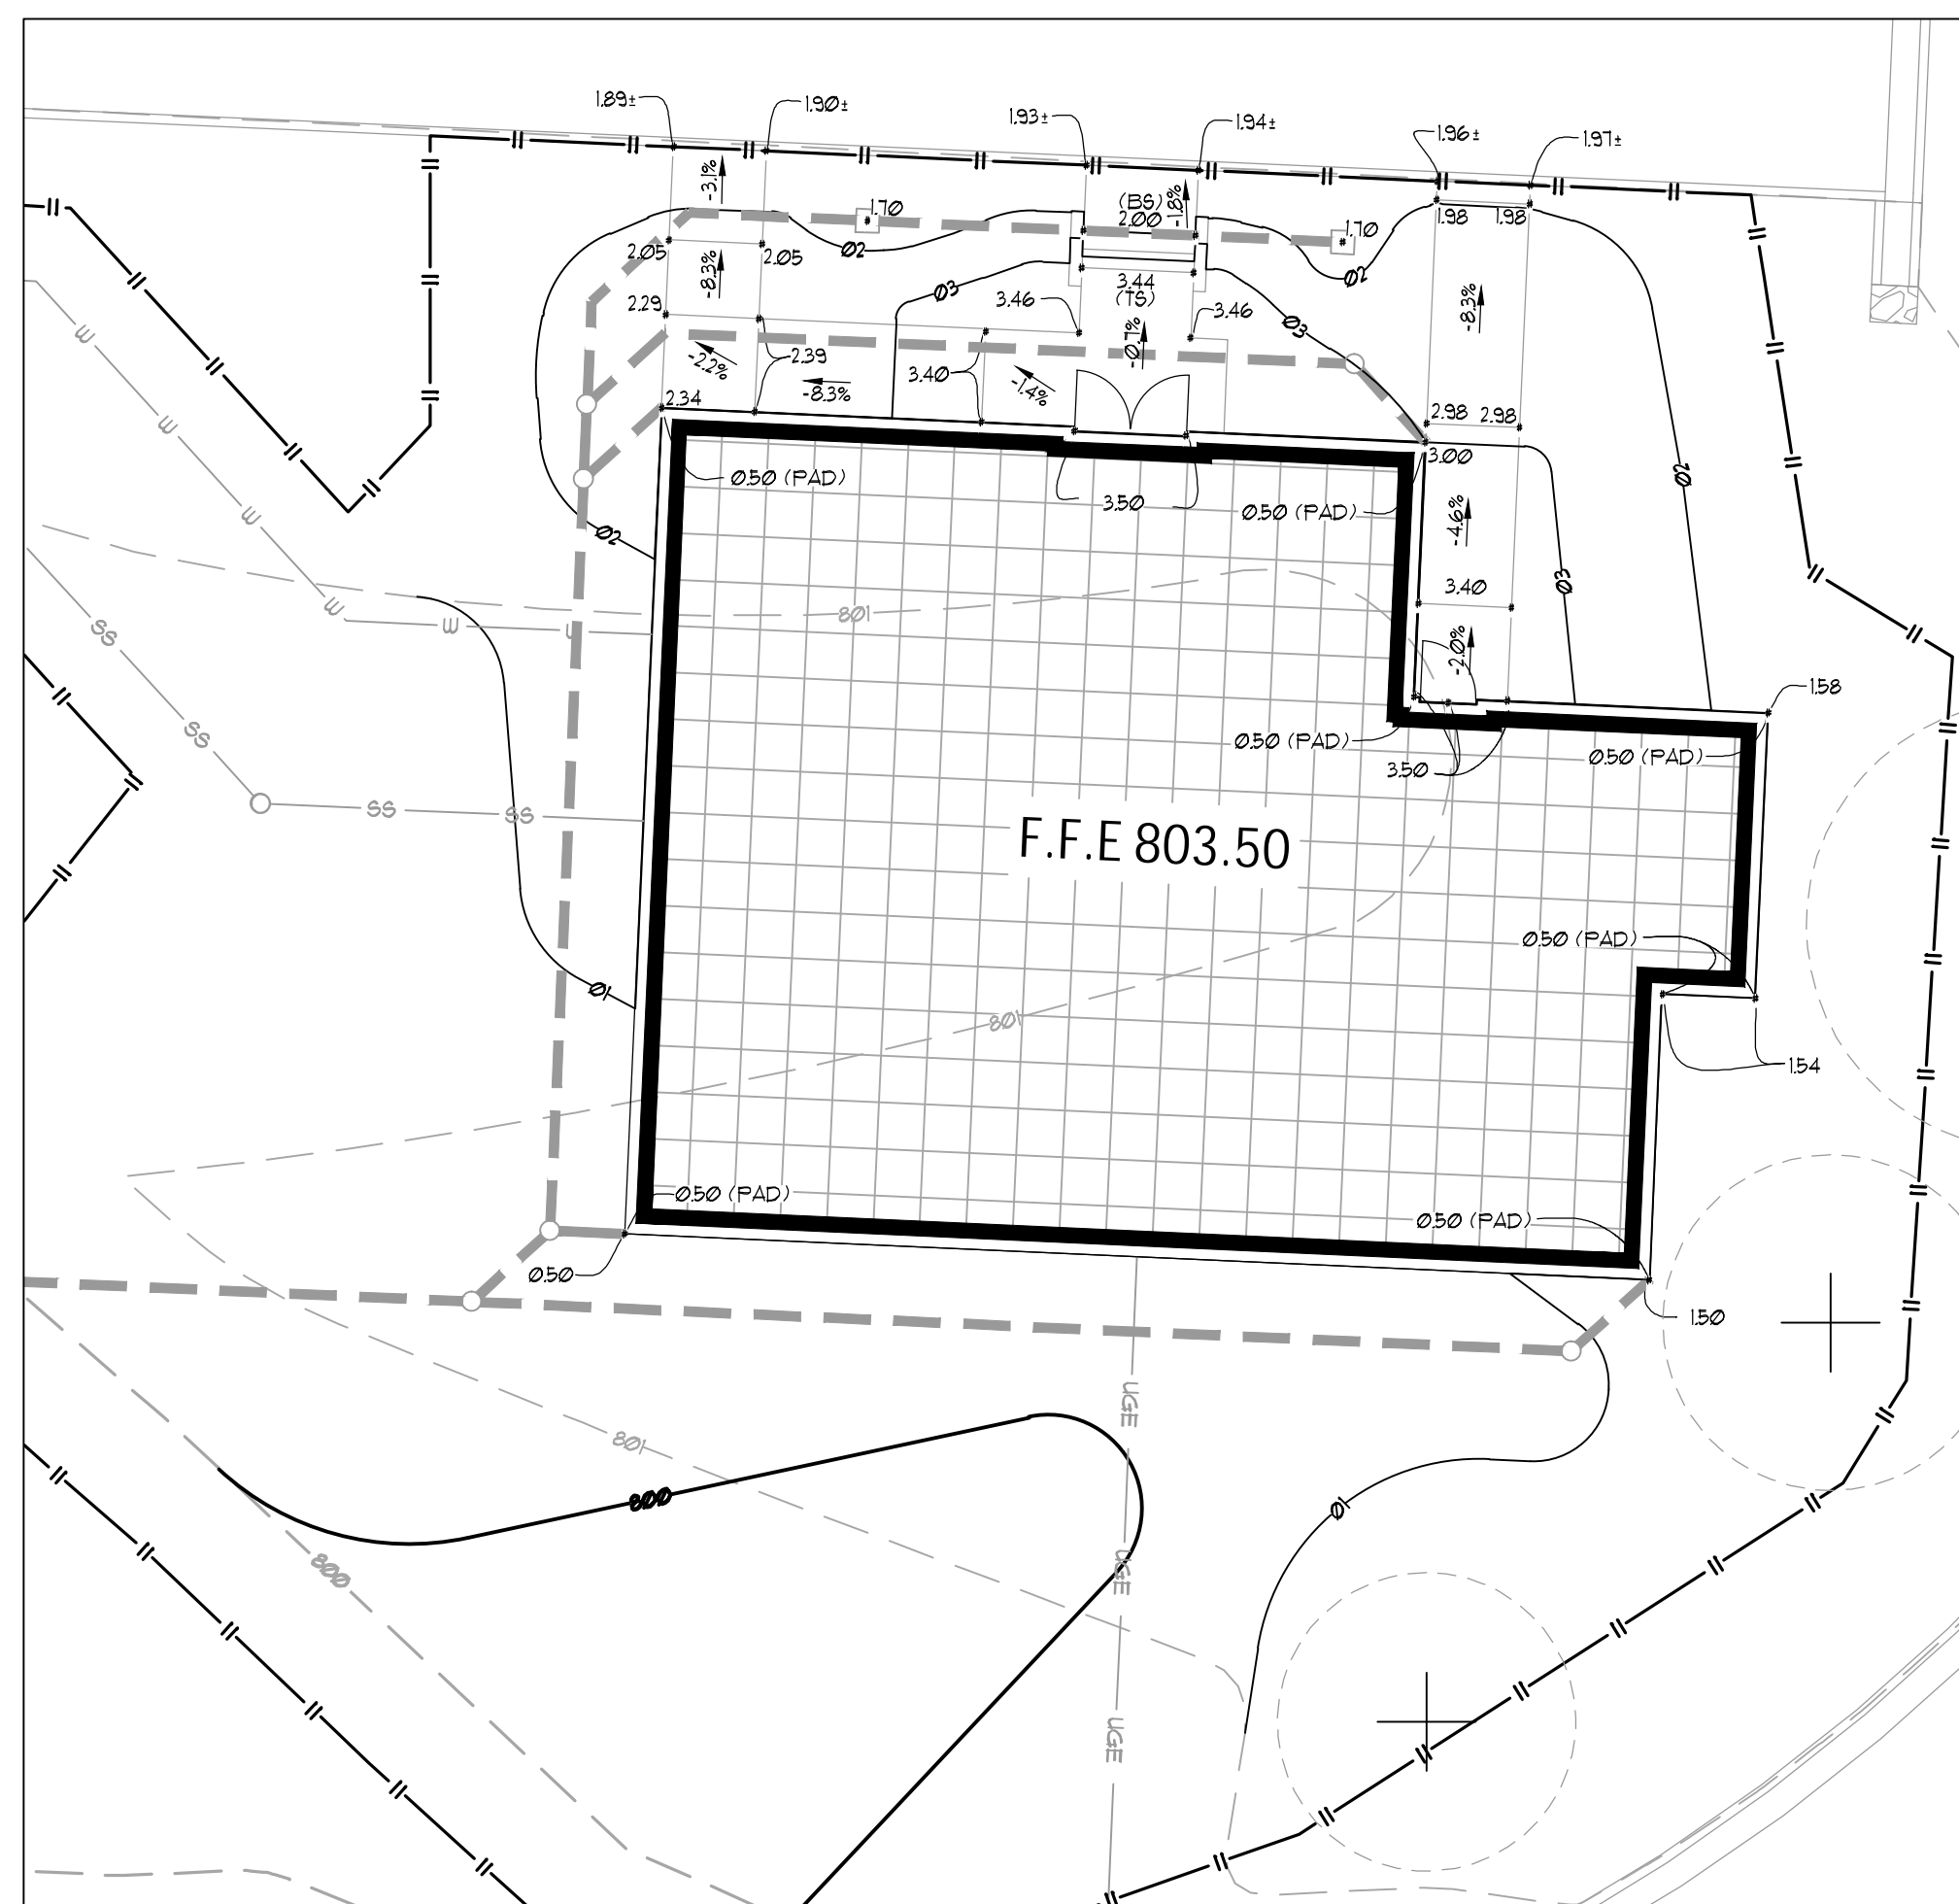 1.89±
1.90±
1.93±
1.94±
1.96±
1.97±
-3.1%
1.70
(BS)
2.00
-1.8%
1.70
1.98 1.98
2.05
2.05
02
02
-8.3%
2.29
03
3.46
3.44
(TS)
3.46
03
-8.3%
-2.2%
2.39
-8.3%
3.40
-1.4%
-0.7%
2.34
2.98 2.98
3.00
0.50 (PAD)
3.50
0.50 (PAD)
02
-4.6%
02
W
W
W
W
W
SS
801
3.40
03
-2.0%
1.58
0.50 (PAD)
0.50 (PAD)
3.50
SS
SS
SS
F.F.E 803.50
0.50 (PAD)
01
801
1.54
0.50 (PAD)
0.50 (PAD)
0.50
1.50
UGE
801
800
01
800
UGE
UGE